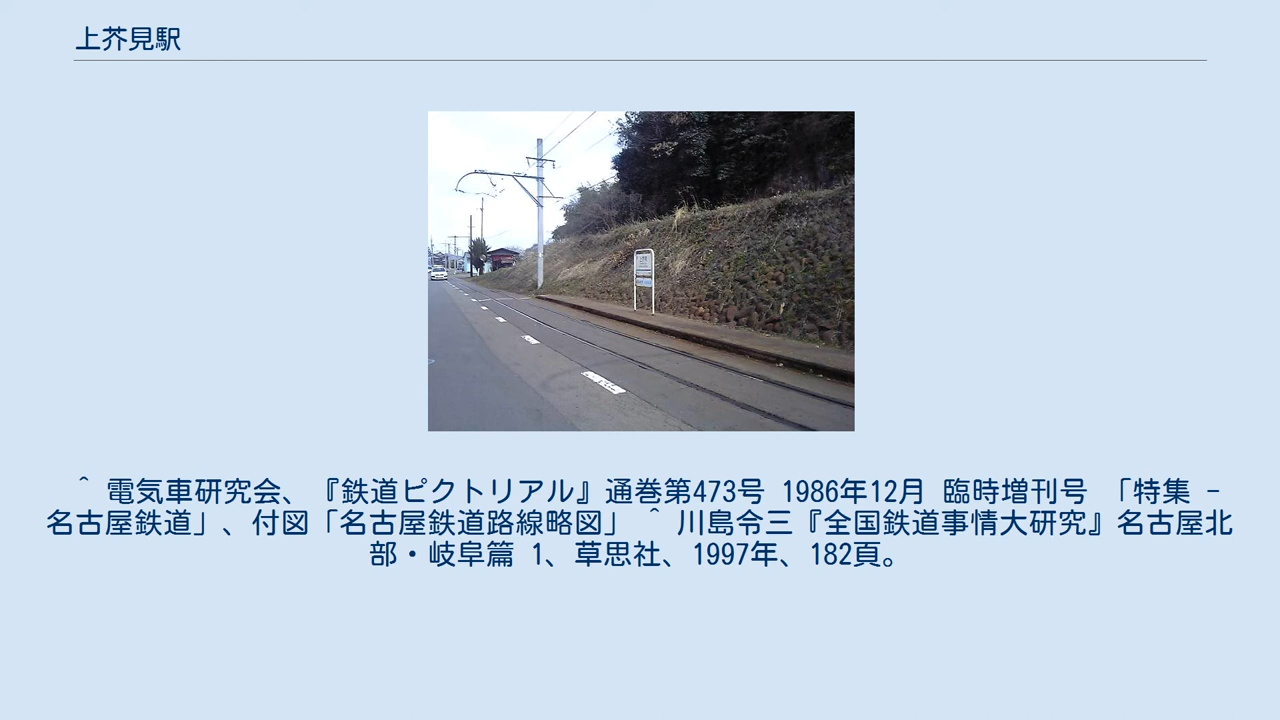 上芥見駅
^ 電気車研究会、『鉄道ピクトリアル』通巻第473号 1986年12月 臨時増刊号 「特集 -
名古屋鉄道」、付図「名古屋鉄道路線略図」 ^ 川島令三『全国鉄道事情大研究』名古屋北
部・岐阜篇 1、草思社、1997年、182頁。